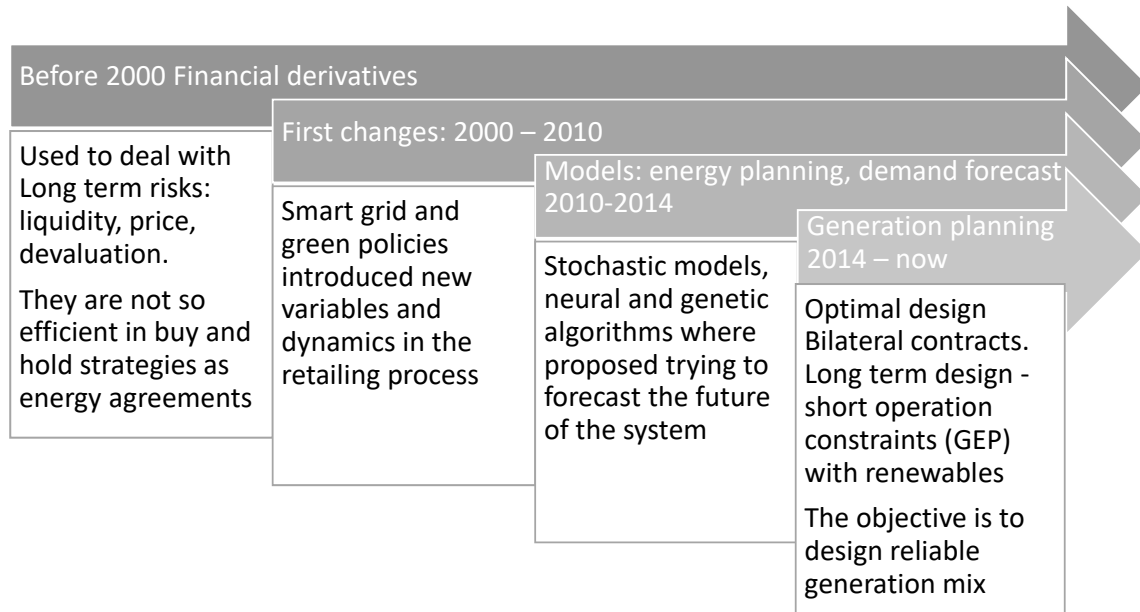 Before 2000 Financial derivatives
Used to deal with
Long term risks:
liquidity, price,
devaluation.
They are not so
efficient in buy and
hold strategies as
energy agreements
First changes: 2000 – 2010
Smart grid and
green policies
introduced new
variables and
dynamics in the
retailing process
Models: energy planning, demand forecast
2010-2014
Stochastic models,
neural and genetic
algorithms where
proposed trying to
forecast the future
of the system
Generation planning
2014 – now
Optimal design
Bilateral contracts.
Long term design -
short operation
constraints (GEP)
with renewables
The objective is to
design reliable
generation mix